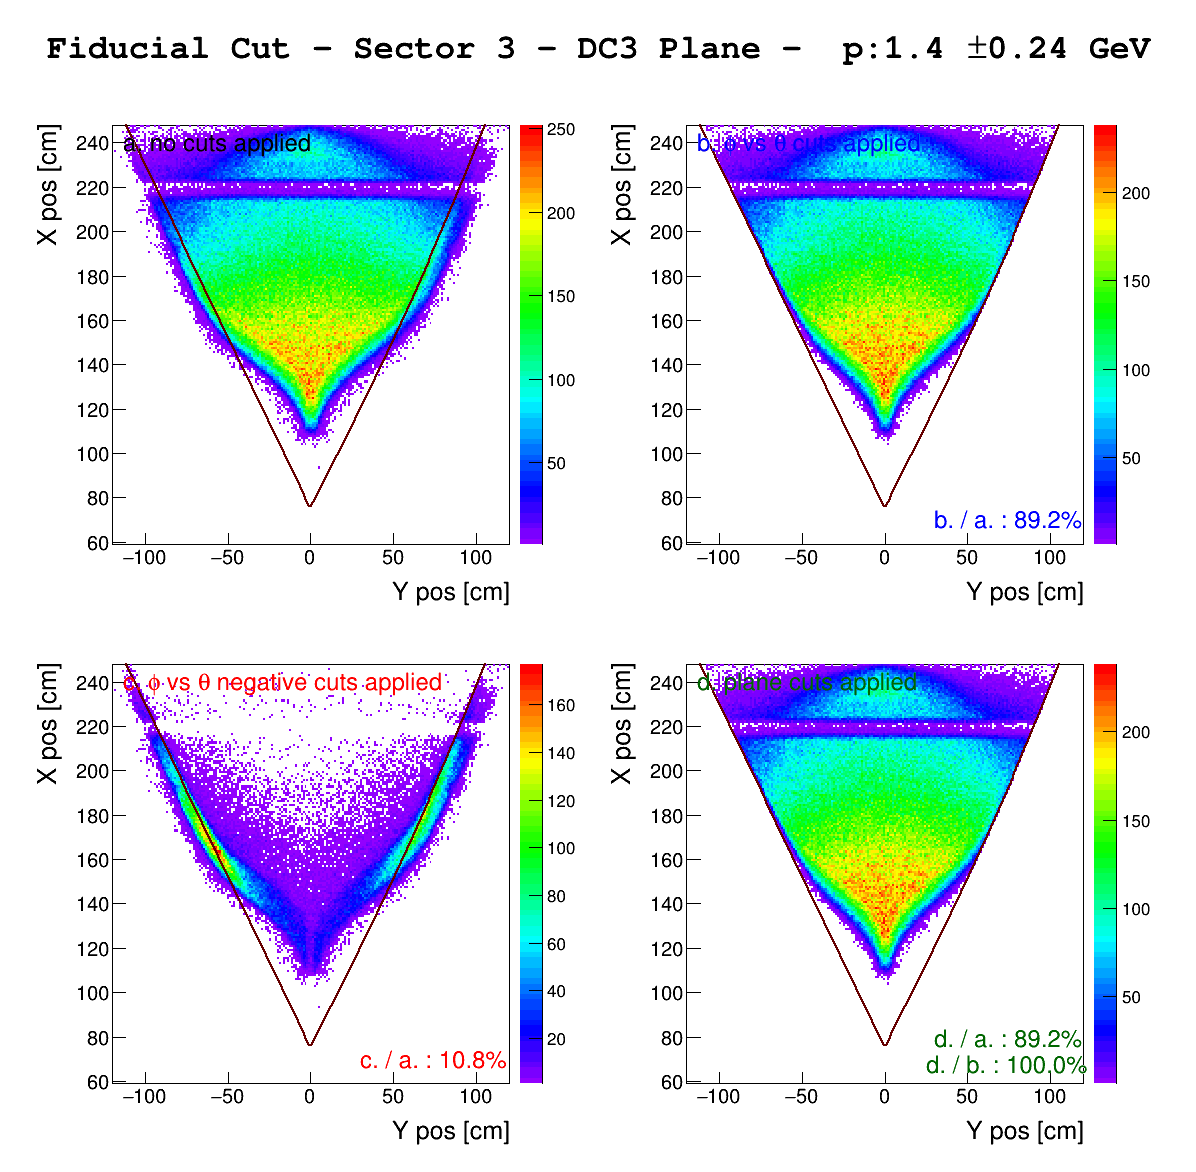 Fiducial Cut – Sector 3 – DC3 Plane – p:1.4 ±0.24 GeV
X pos [cm]
a. no cuts applied
240
220
200
180
160
140
120
100
80
60
−100 −50 0 50 100
Y pos [cm]
250
200
150
100
50
X pos [cm]
b. ϕ vs θ cuts applied
240
220
200
180
160
140
120
100
80
60
b. / a. : 89.2%
−100 −50 0 50 100
Y pos [cm]
200
150
100
50
X pos [cm]
c. ϕ vs θ negative cuts applied
240
220
200
180
160
140
120
100
80
60
c. / a. : 10.8%
−100 −50 0 50 100
Y pos [cm]
160
140
120
100
80
60
40
20
X pos [cm]
d. plane cuts applied
240
220
200
180
160
140
120
100
80
60
d. / a. : 89.2%
d. / b. : 100.0%
−100 −50 0 50 100
Y pos [cm]
200
150
100
50